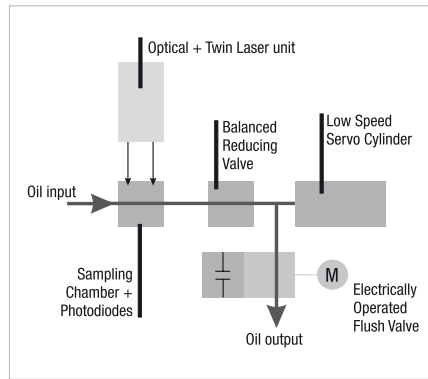 Optical + Twin Laser unit
Balanced
Reducing
Valve
Low Speed
Servo Cylinder
Oil input
Sampling
Chamber +
Photodiodes
M
Electrically
Operated
Flush Valve
Oil output